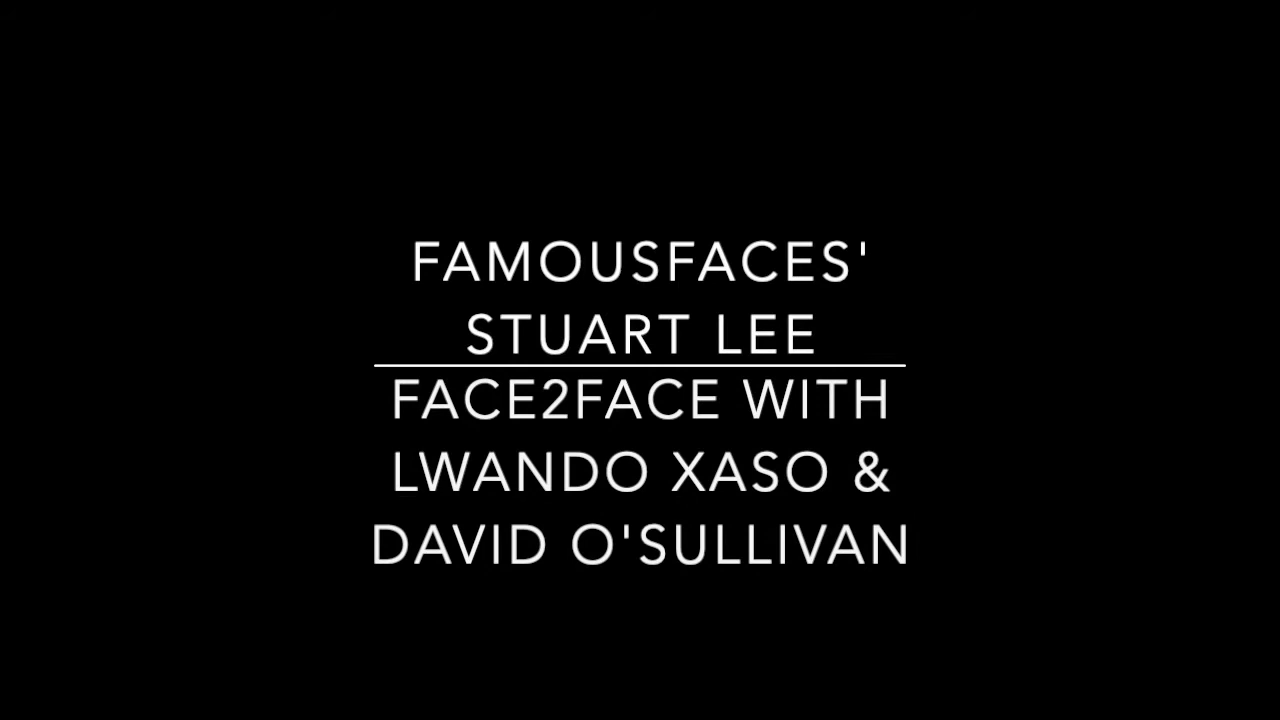 FAMOUSFACES'
STUART LEE
FACE2FACE WITH
LWANDO XASO &
DAVID O'SULLIVAN